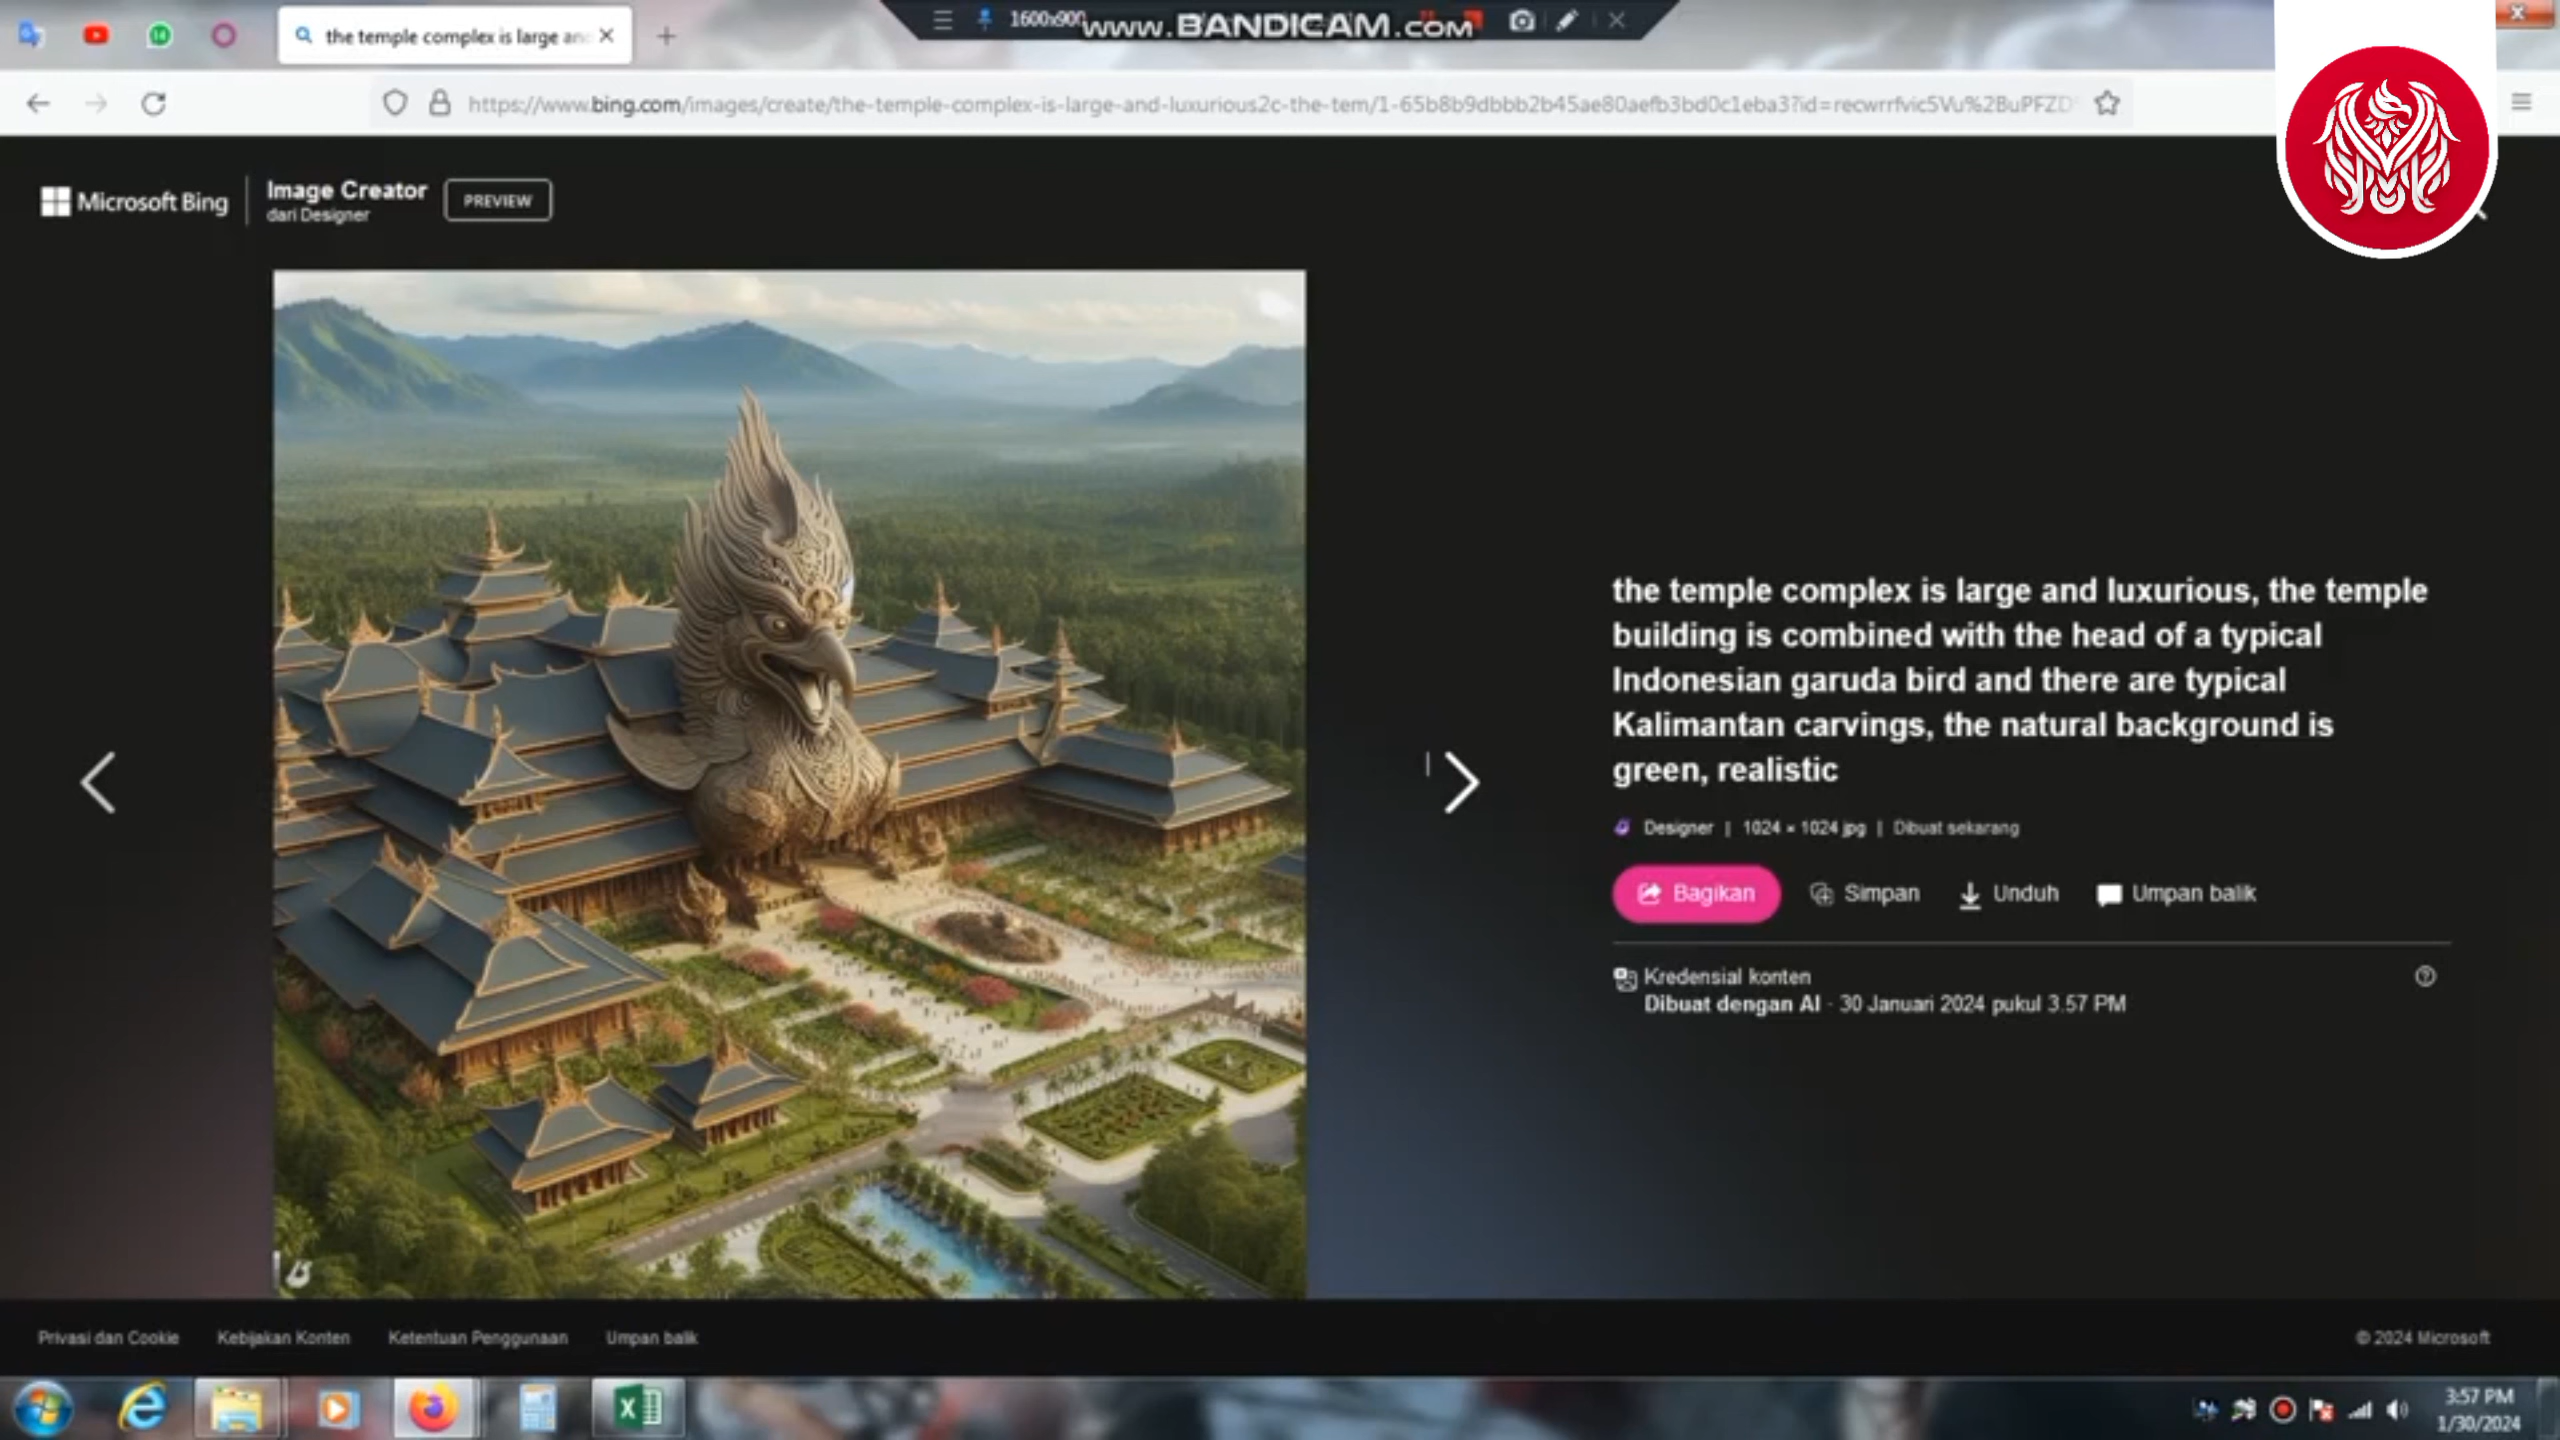 the temple complex is large an
1600x900
www.BANDICAM.com
https://www.bing.com/images/create/the-temple-complex-is-large-and-luxurious2c-the-tem/1-65b8b9dbbb2b45ae80aefb3bd0c1eba3?id=recwrrfvic5Vu%2BuPFZD
Microsoft Bing
Image Creator
dari Designer
PREVIEW
the temple complex is large and luxurious, the temple
building is combined with the head of a typical
Indonesian garuda bird and there are typical
Kalimantan carvings, the natural background is
green, realistic
Designer | 1024 × 1024 jpg | Dibuat sekarang
Bagikan Simpan Unduh Umpan balik
Kredensial konten
Dibuat dengan AI · 30 Januari 2024 pukul 3.57 PM
Privasi dan Cookie Kebijakan Konten Ketentuan Penggunaan Umpan balik
© 2024 Microsoft
3:57 PM
1/30/2024